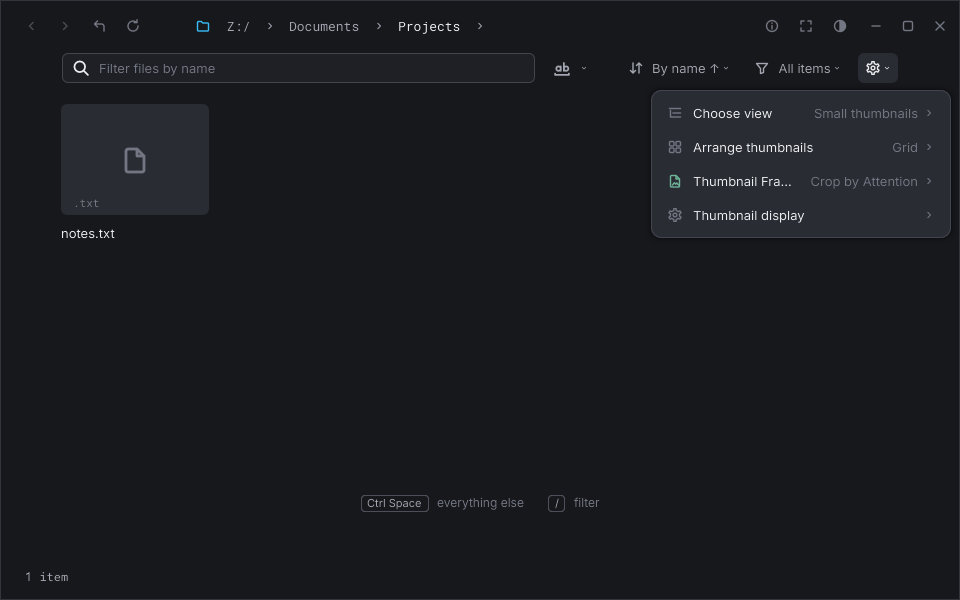 Z:/ Documents Projects
Filter files by name
ab
By name ↑
All items
Choose view Small thumbnails
Arrange thumbnails Grid
Thumbnail Fra... Crop by Attention
Thumbnail display
.txt
notes.txt
Ctrl Space everything else / filter
1 item